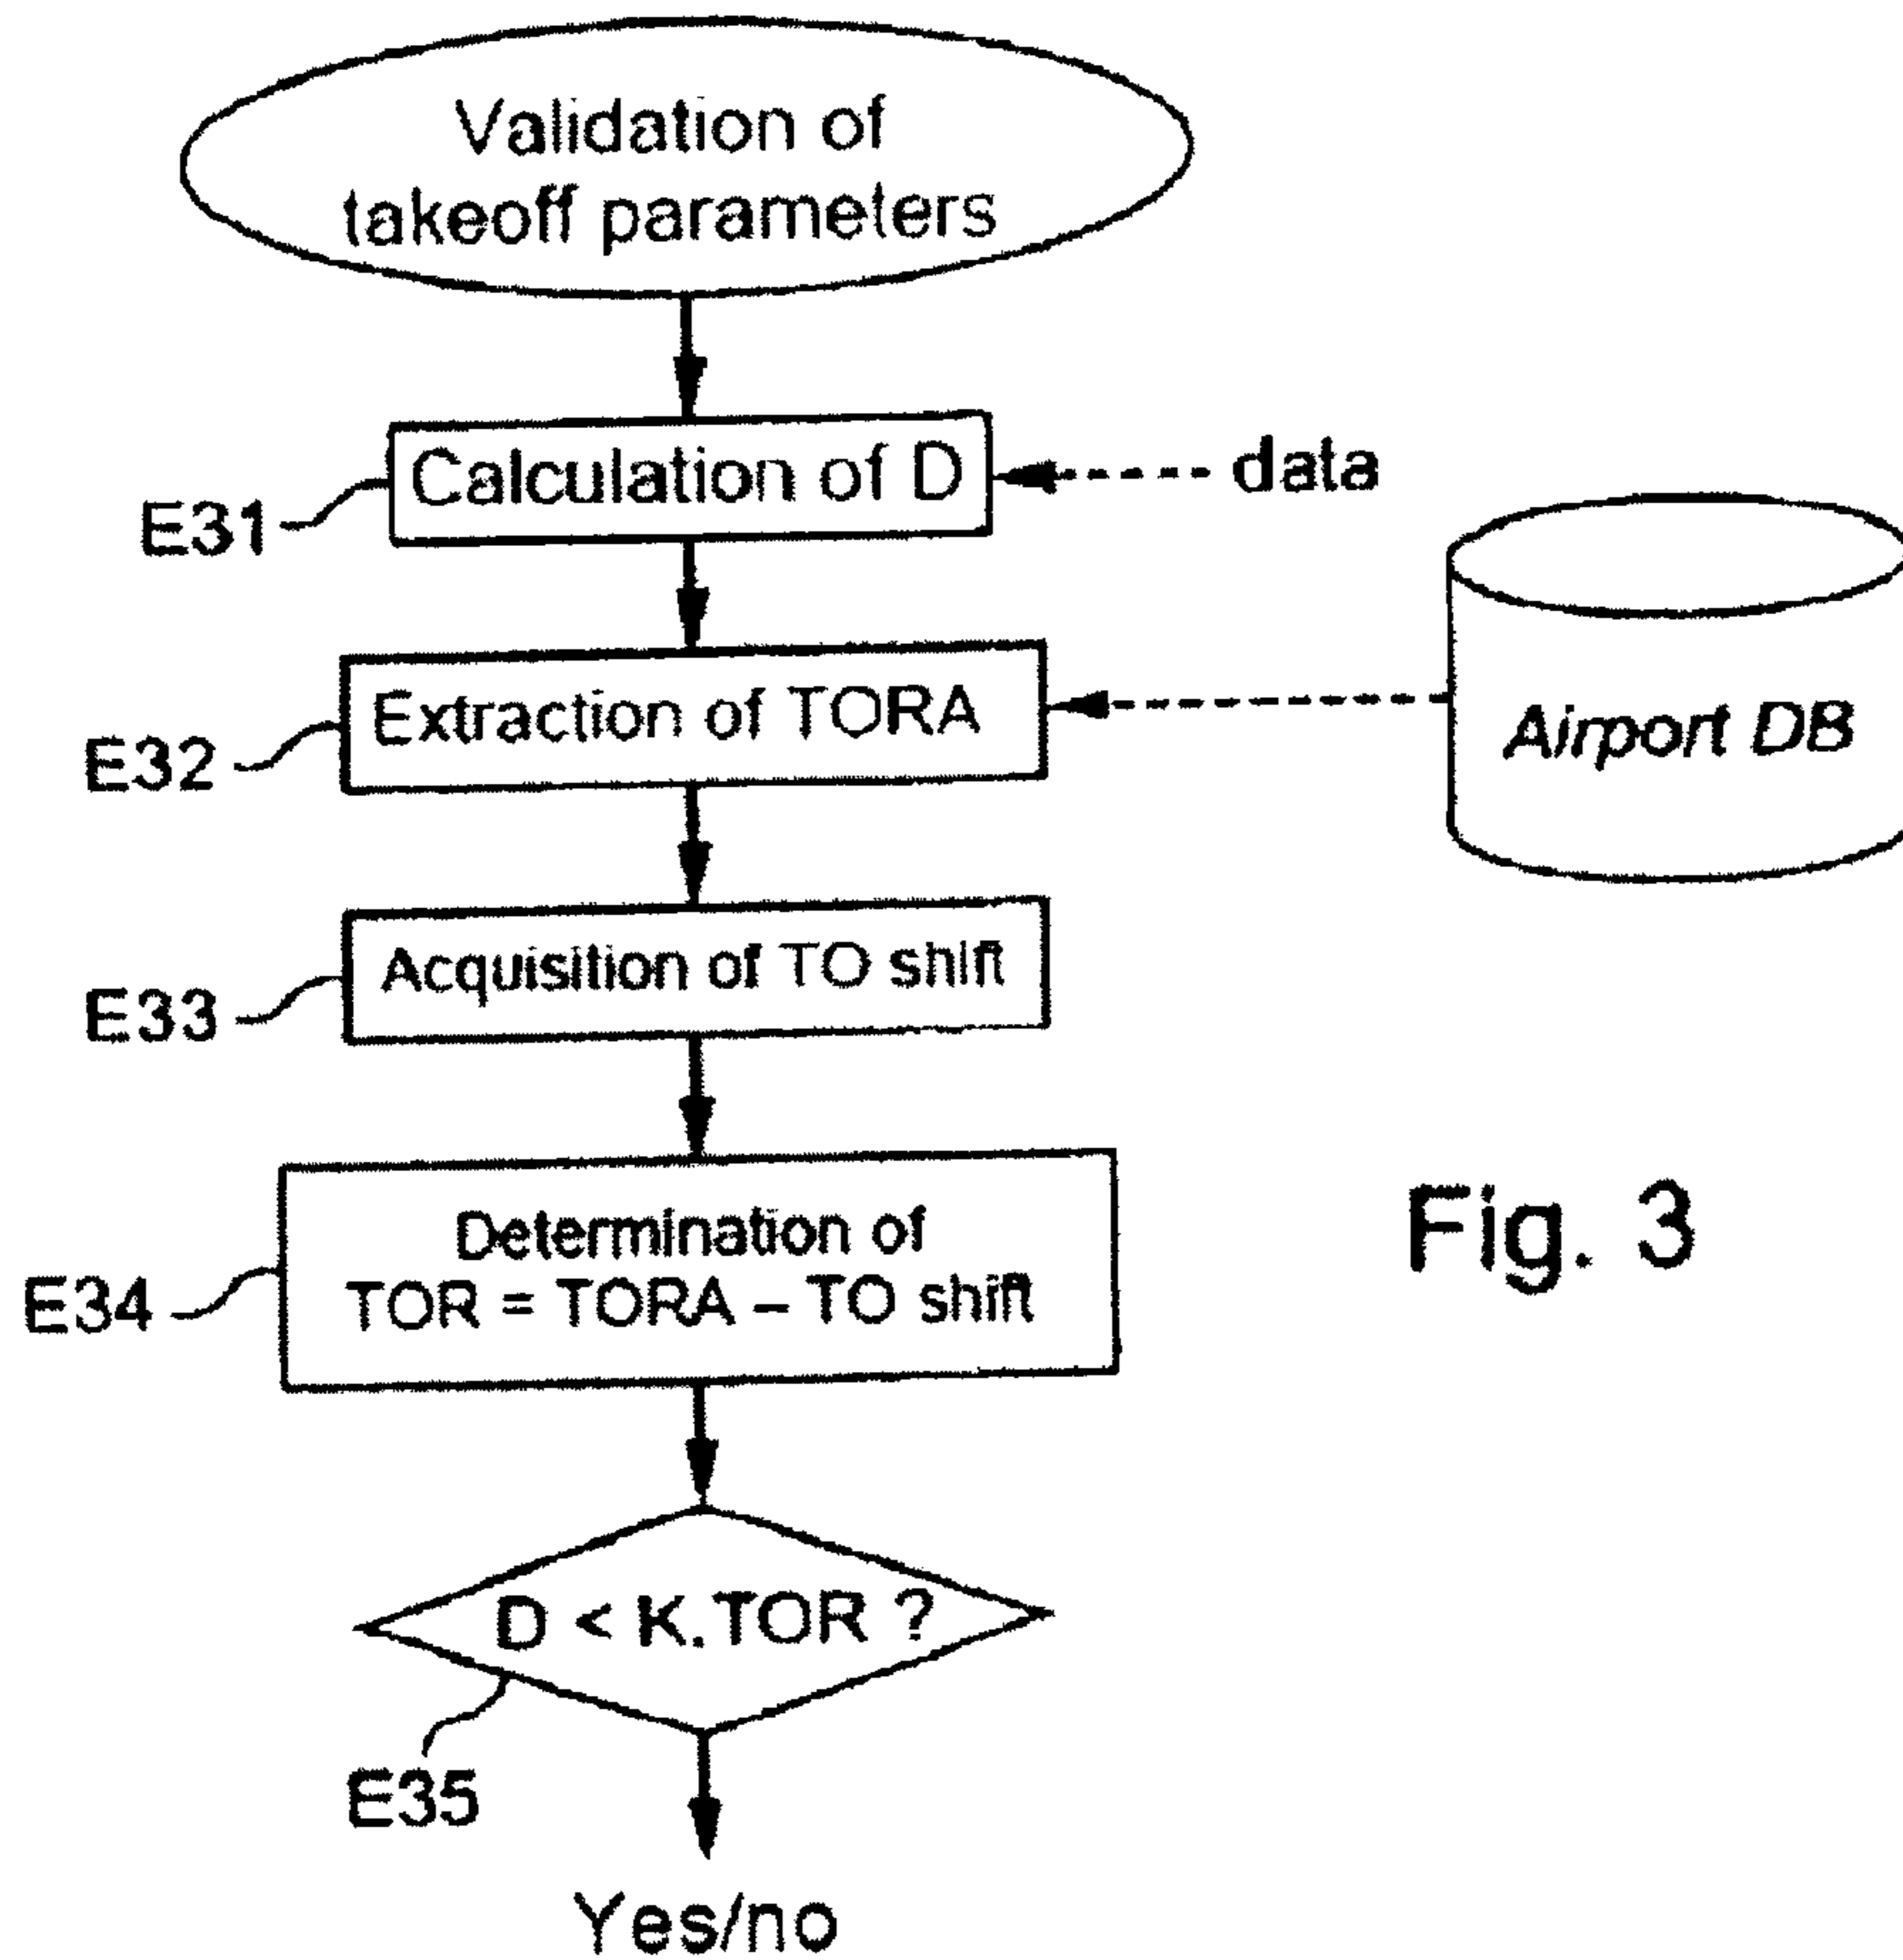 Validation of
takeoff parameters
Calculation of D
data
E31
Extraction of TORA
Airport DB
E32
Acquisition of TO shift
E33
Determination of
TOR = TORA – TO shift
E34
Fig. 3
D < K.TOR ?
E35
Yes/no